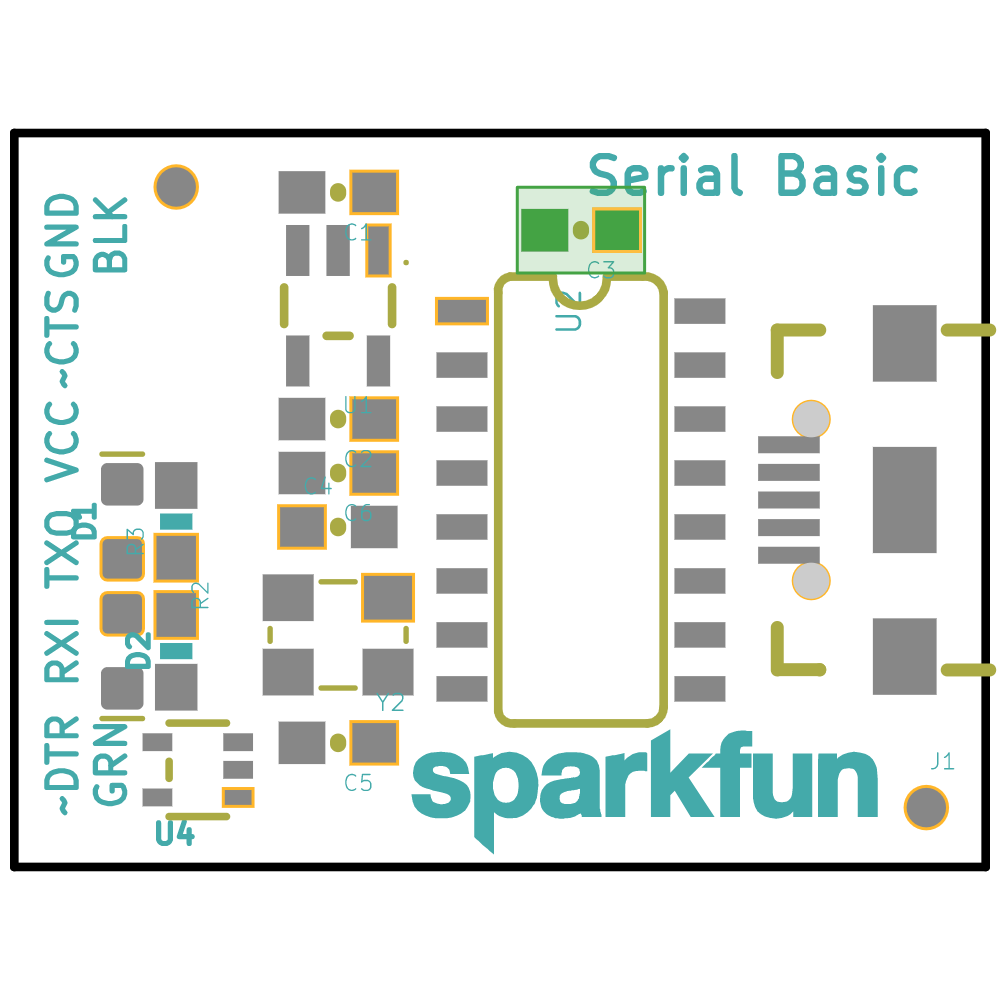 Serial Basic
GND
BLK
~CTS
VCC
TXO
RXI
~DTR
GRN
C1
C3
U2
U1
C2
C4
C6
D1
R3
R2
D2
Y2
C5
J1
U4
sparkfun